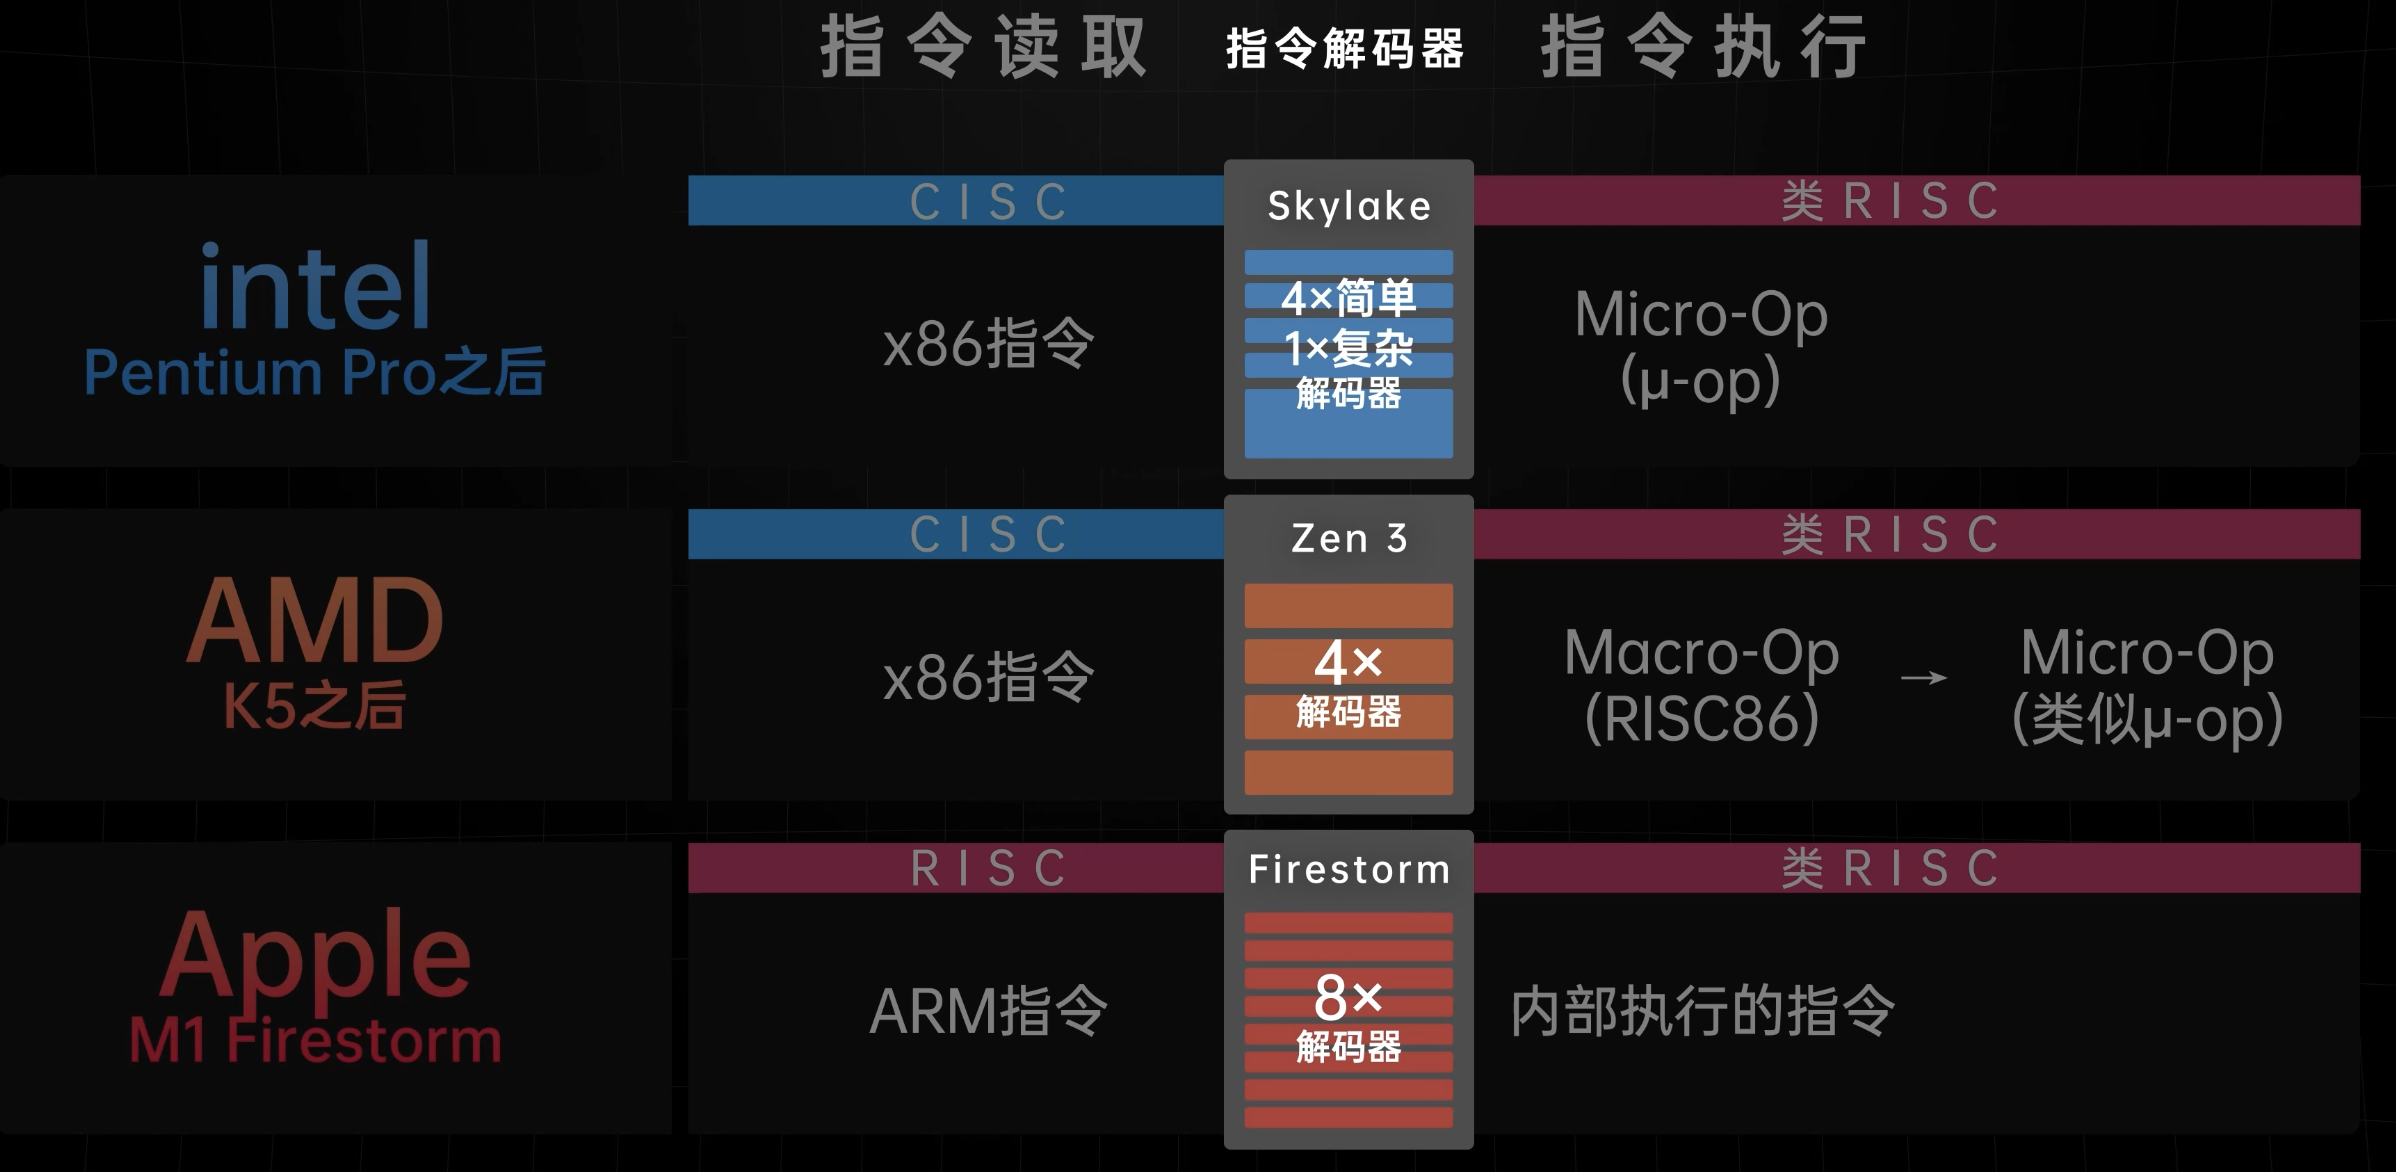 指令读取 指令解码器 指令执行
CISC Skylake 类RISC
intel
Pentium Pro之后
x86指令
4×简单
1×复杂
解码器
Micro-Op
(μ-op)
CISC Zen 3 类RISC
AMD
K5之后
x86指令
4×
解码器
Macro-Op
(RISC86)
→
Micro-Op
(类似μ-op)
RISC Firestorm 类RISC
Apple
M1 Firestorm
ARM指令
8×
解码器
内部执行的指令